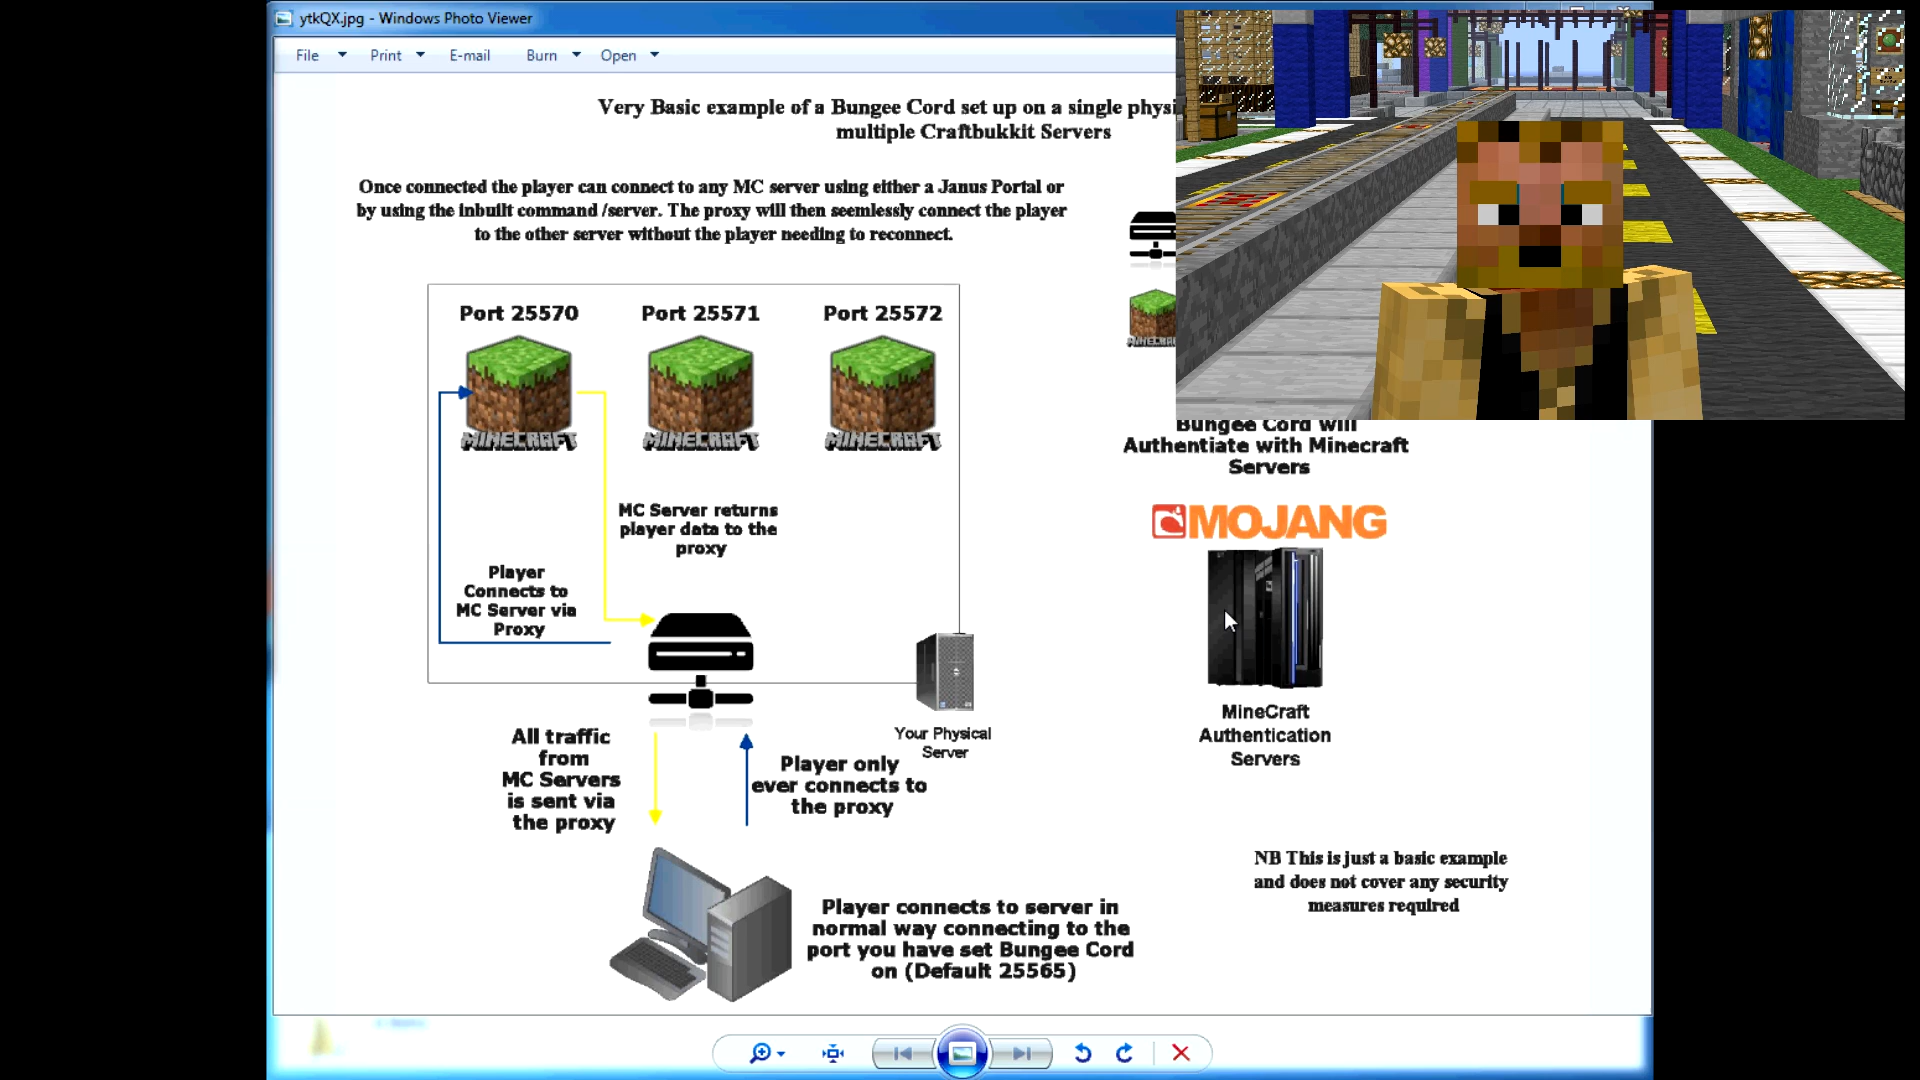 ytkQX.jpg - Windows Photo Viewer
File
Print
E-mail
Burn
Open
Very Basic example of a Bungee Cord set up on a single
multiple Craftbukkit Servers
Once connected the player can connect to any MC server using either a Janus Portal or
by using the inbuilt command /server. The proxy will then seemlessly connect the player
to the other server without the player needing to reconnect.
Port 25570
Port 25571
Port 25572
MINECRAFT
MINECRAFT
MINECRAFT
MC Server returns
player data to the
proxy
Player
Connects to
MC Server via
Proxy
Your Physical
Server
All traffic
from
MC Servers
is sent via
the proxy
Player only
ever connects to
the proxy
Player connects to server in
normal way connecting to the
port you have set Bungee Cord
on (Default 25565)
Bungee Cord will
Authentiate with Minecraft
Servers
MOJANG
MineCraft
Authentication
Servers
NB This is just a basic example
and does not cover any security
measures required